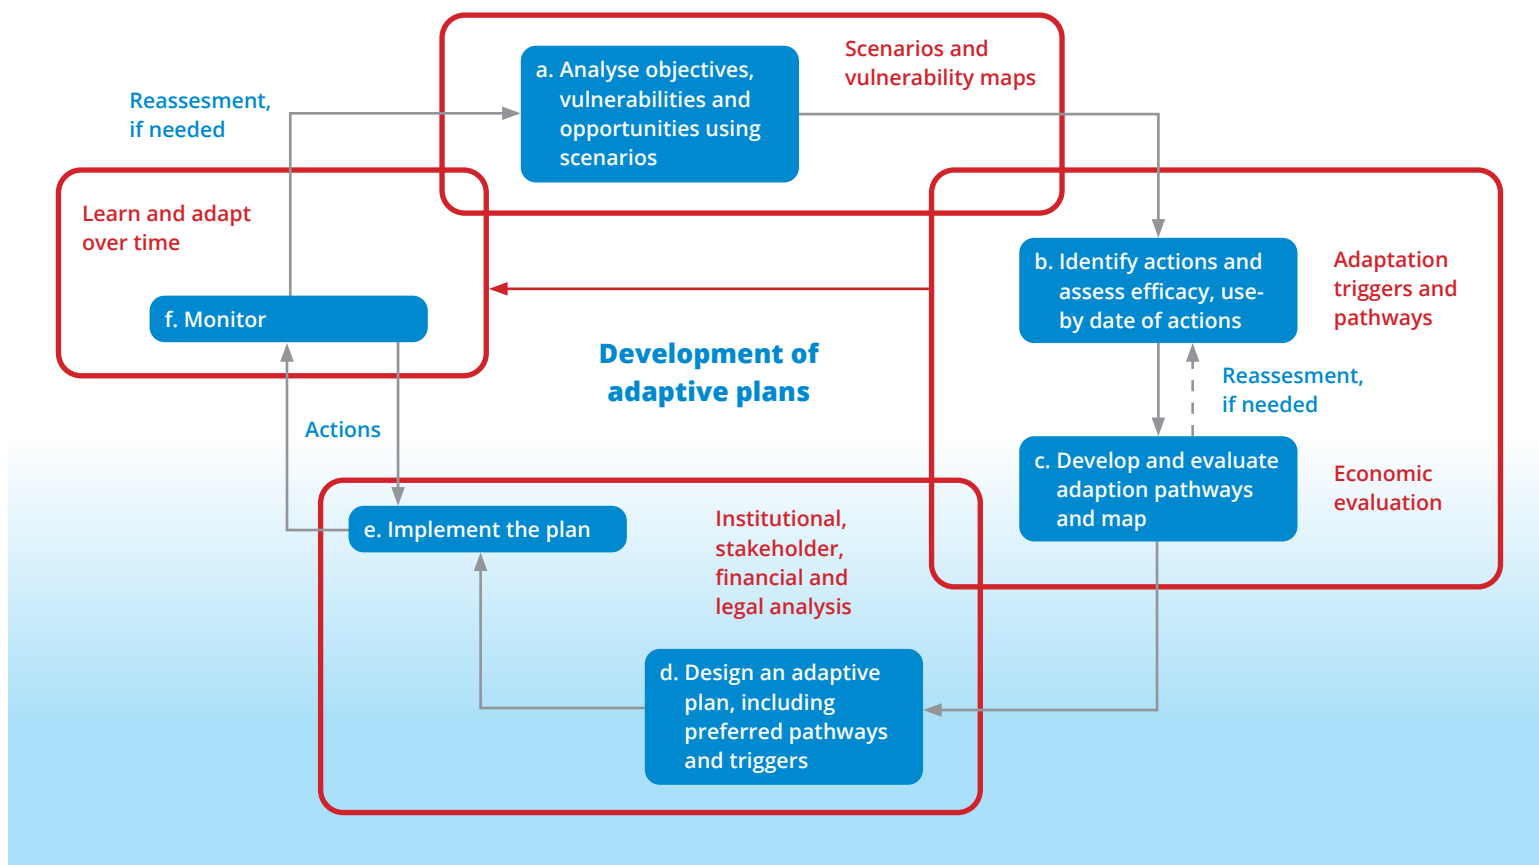 a. Analyse objectives,
vulnerabilities and
opportunities using
scenarios
Scenarios and
vulnerability maps
Reassesment,
if needed
Learn and adapt
over time
f. Monitor
b. Identify actions and
assess efficacy, use-
by date of actions
Adaptation
triggers and
pathways
Development of
adaptive plans
Reassesment,
if needed
Actions
c. Develop and evaluate
adaption pathways
and map
Economic
evaluation
e. Implement the plan
Institutional,
stakeholder,
financial and
legal analysis
d. Design an adaptive
plan, including
preferred pathways
and triggers